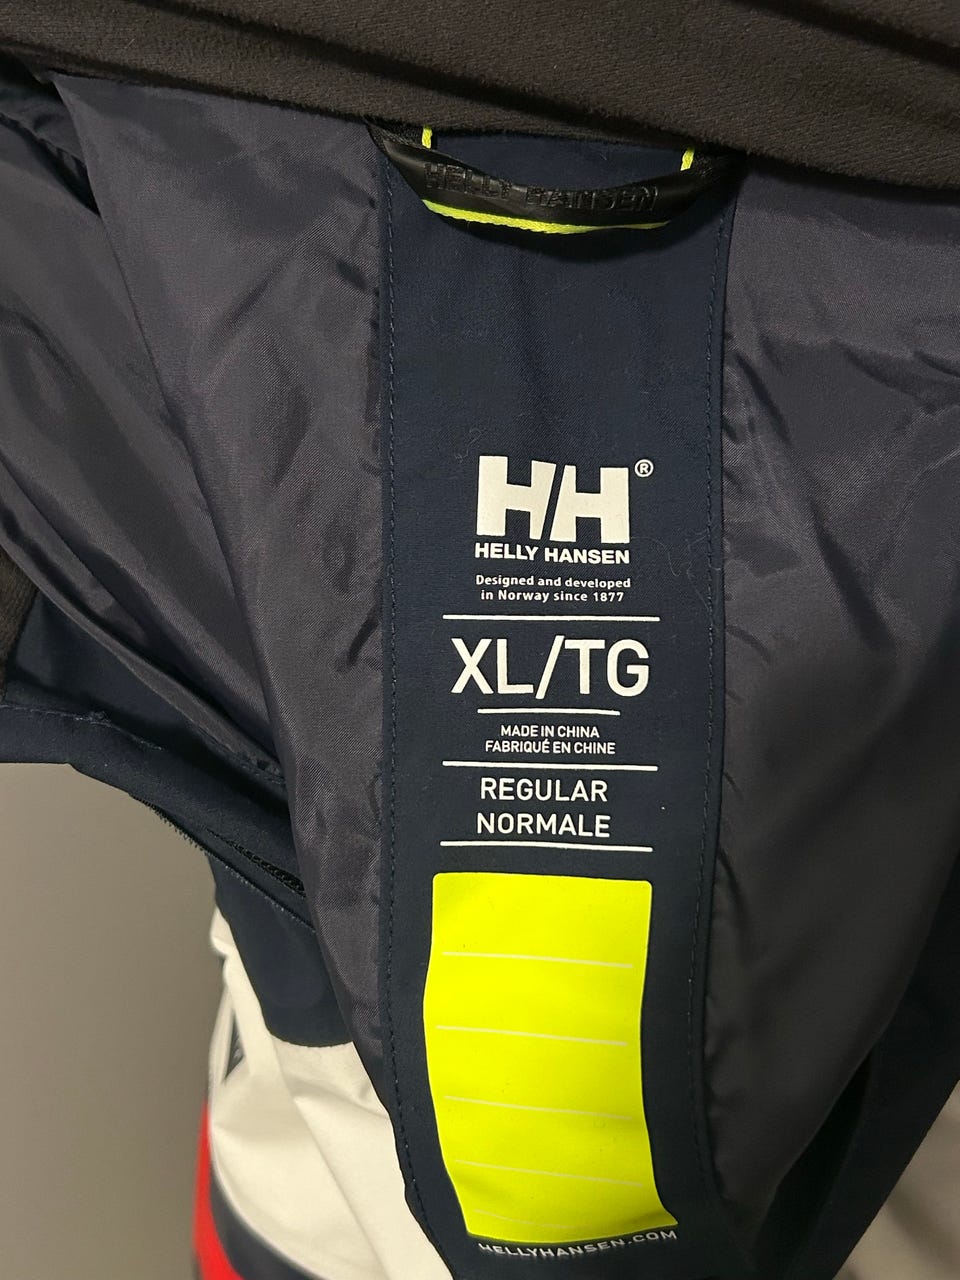 HELLY HANSEN
HH®
HELLY HANSEN
Designed and developed
in Norway since 1877
XL/TG
MADE IN CHINA
FABRIQUÉ EN CHINE
REGULAR
NORMALE
HELLYHANSEN.COM